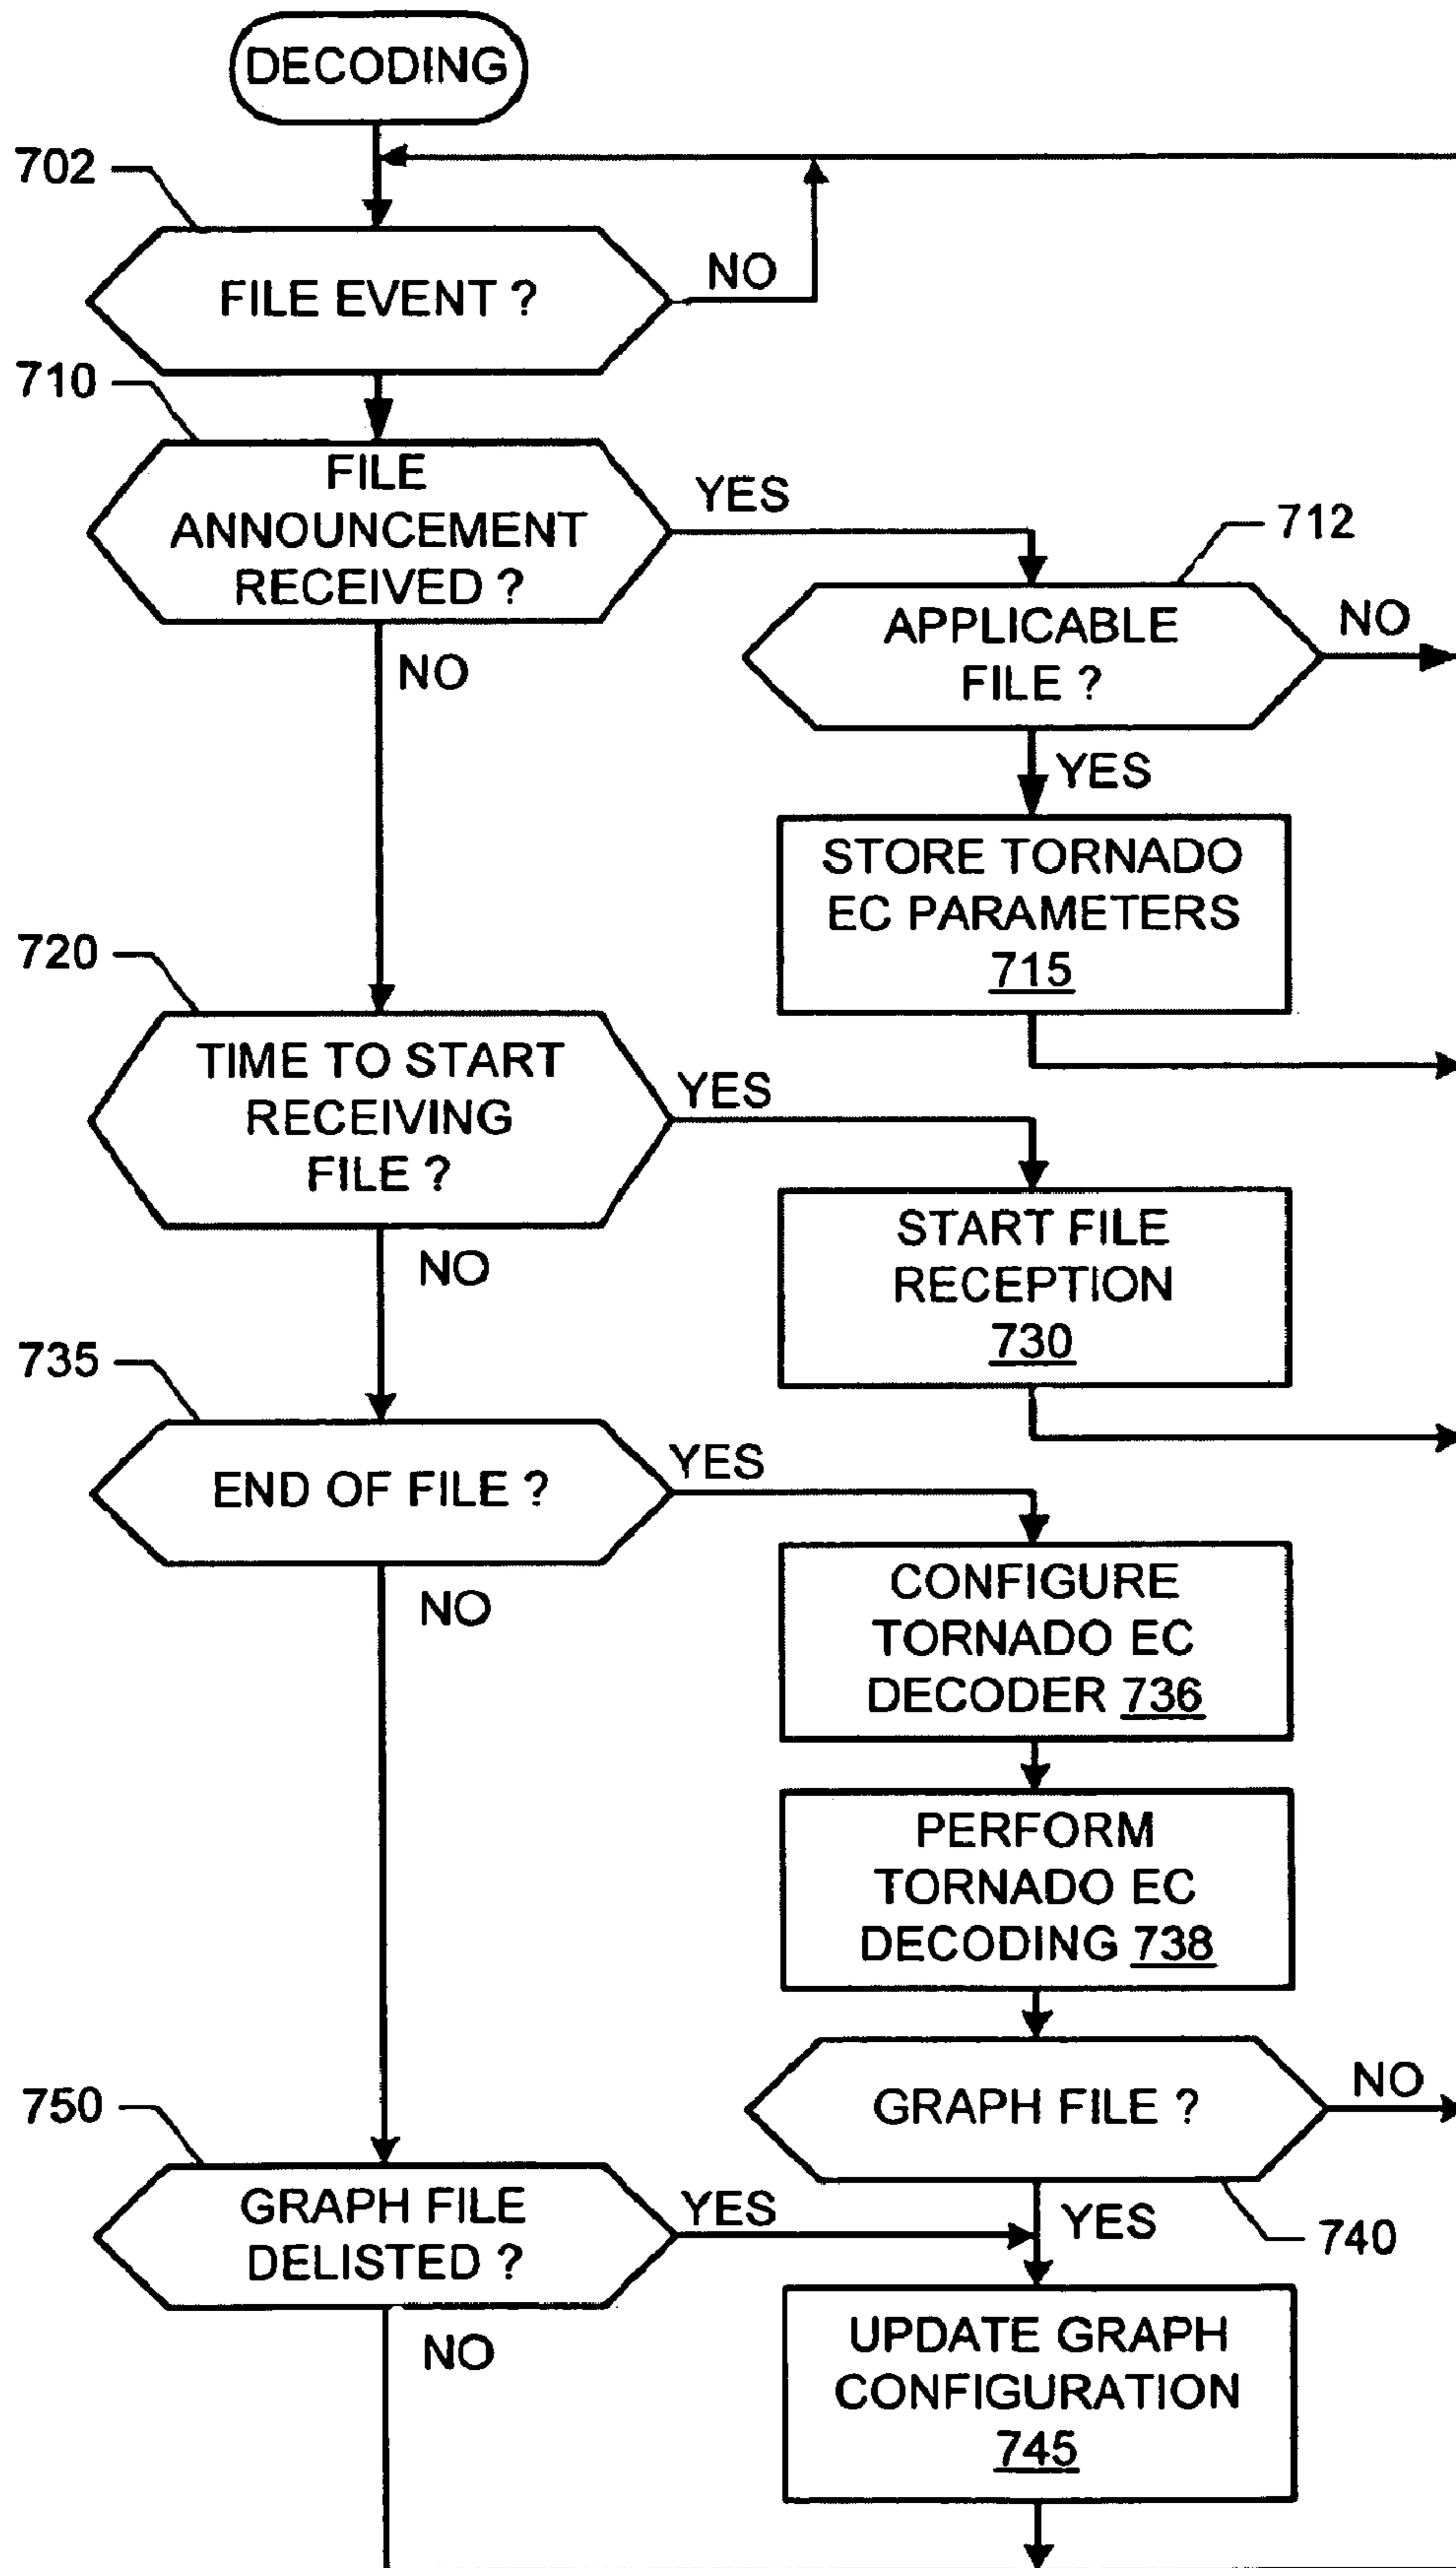 DECODING
702
FILE EVENT ?
NO
710
FILE
ANNOUNCEMENT
RECEIVED ?
YES
NO
712
APPLICABLE
FILE ?
NO
YES
STORE TORNADO
EC PARAMETERS
715
720
TIME TO START
RECEIVING
FILE ?
YES
NO
START FILE
RECEPTION
730
735
END OF FILE ?
YES
NO
CONFIGURE
TORNADO EC
DECODER 736
PERFORM
TORNADO EC
DECODING 738
GRAPH FILE ?
NO
YES
740
750
GRAPH FILE
DELISTED ?
YES
NO
UPDATE GRAPH
CONFIGURATION
745